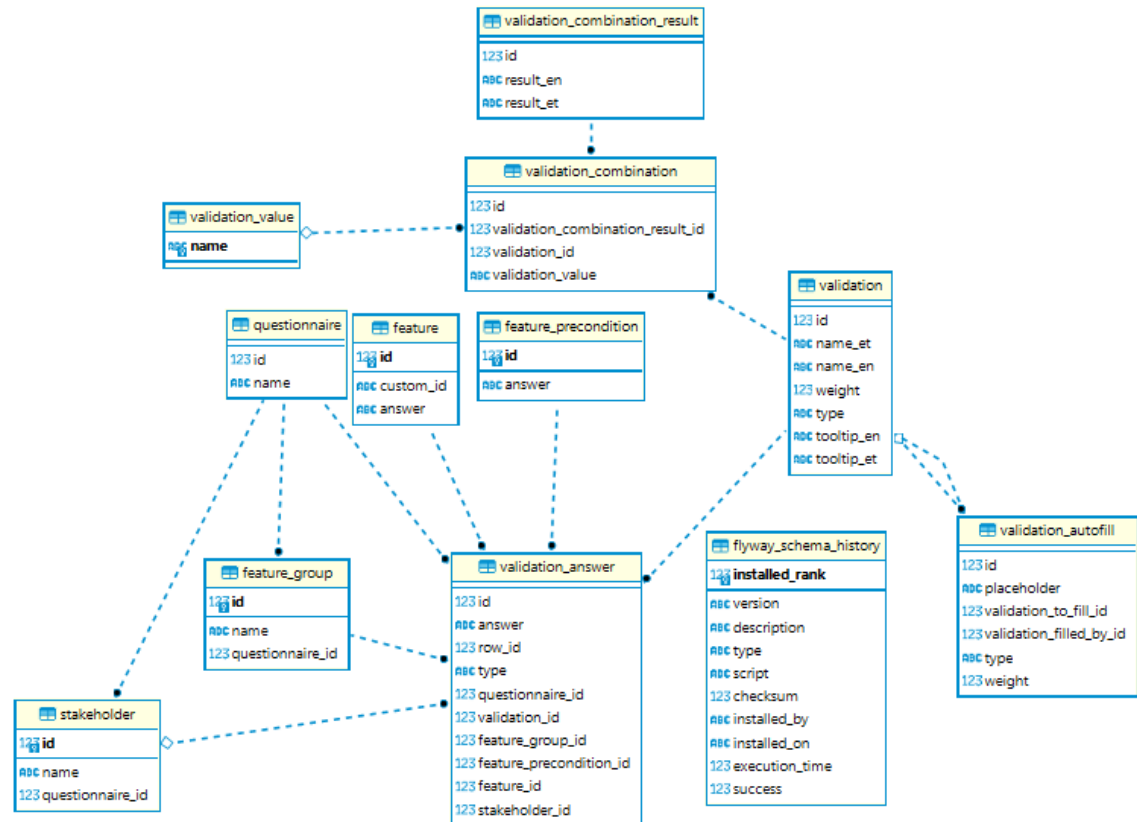 validation_combination_result
123 id
ABC result_en
ABC result_et
validation_combination
123 id
123 validation_combination_result_id
123 validation_id
ABC validation_value
validation_value
ABC name
validation
123 id
ABC name_et
ABC name_en
123 weight
ABC type
ABC tooltip_en
ABC tooltip_et
questionnaire
123 id
ABC name
feature
123 id
ABC custom_id
ABC answer
feature_precondition
123 id
ABC answer
validation_autofill
123 id
ABC placeholder
123 validation_to_fill_id
123 validation_filled_by_id
ABC type
123 weight
flyway_schema_history
123 installed_rank
ABC version
ABC description
ABC type
ABC script
123 checksum
ABC installed_by
ABC installed_on
123 execution_time
123 success
validation_answer
123 id
ABC answer
123 row_id
ABC type
123 questionnaire_id
123 validation_id
123 feature_group_id
123 feature_precondition_id
123 feature_id
123 stakeholder_id
feature_group
123 id
ABC name
123 questionnaire_id
stakeholder
123 id
ABC name
123 questionnaire_id